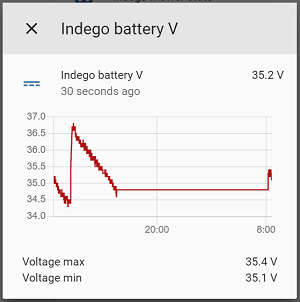 Indego battery V
Indego battery V 35.2 V
30 seconds ago
37.0
36.5
36.0
35.5
35.0
34.5
34.0
20:00 8:00
Voltage max 35.4 V
Voltage min 35.1 V